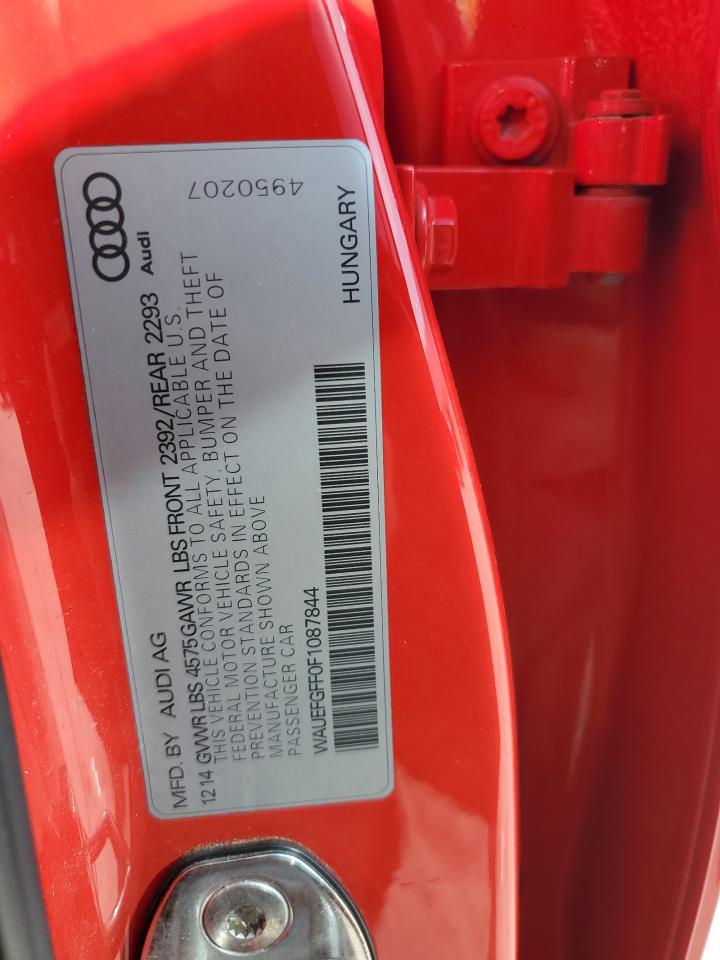 MFD. BY AUDI AG
Audi
12 14 GVWR LBS 4575 GAWR LBS FRONT 2392/REAR 2293
THIS VEHICLE CONFORMS TO ALL APPLICABLE U.S.
FEDERAL MOTOR VEHICLE SAFETY, BUMPER AND THEFT
PREVENTION STANDARDS IN EFFECT ON THE DATE OF
MANUFACTURE SHOWN ABOVE
PASSENGER CAR
WAUEFGFF0F1087844
HUNGARY
4950207